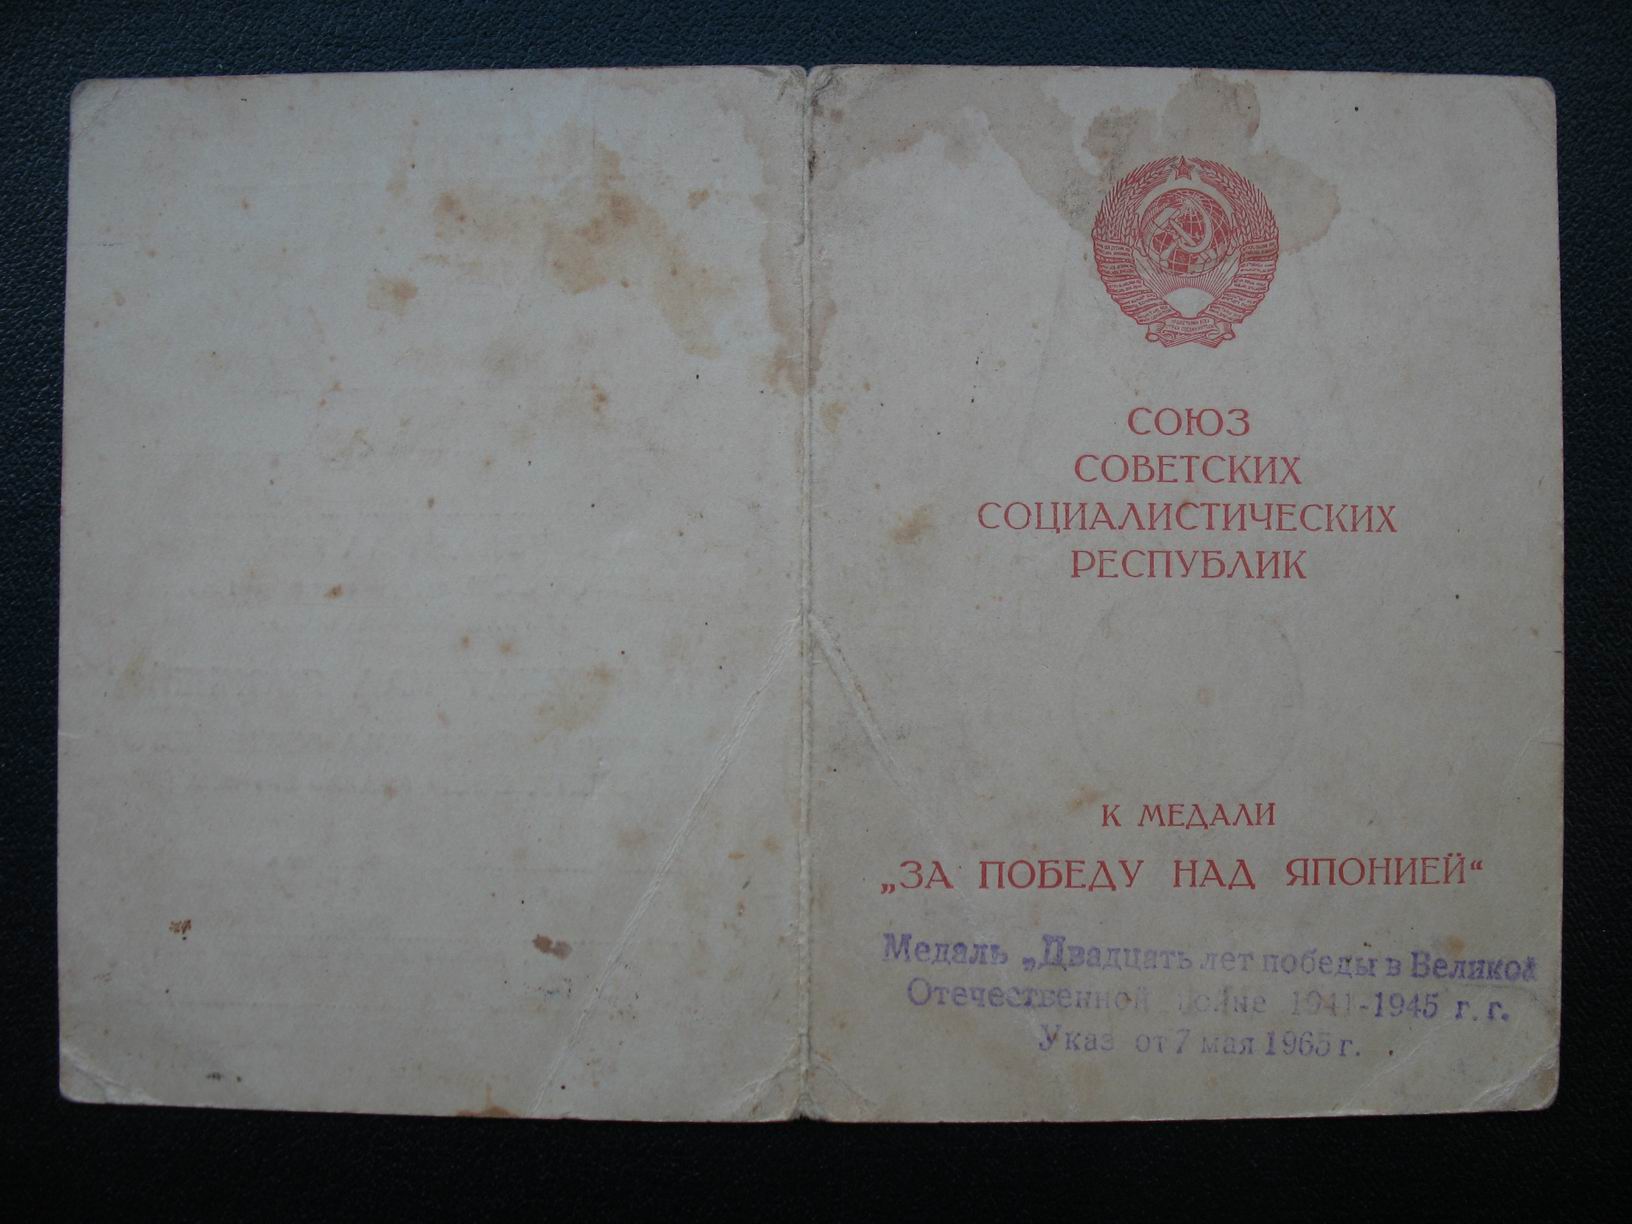 СОЮЗ
СОВЕТСКИХ
СОЦИАЛИСТИЧЕСКИХ
РЕСПУБЛИК
К МЕДАЛИ
„ЗА ПОБЕДУ НАД ЯПОНИЕЙ“
Медаль „Двадцать лет победы в Великой
Отечественной войне 1941-1945 г. г.
Указ от 7 мая 1965 г.